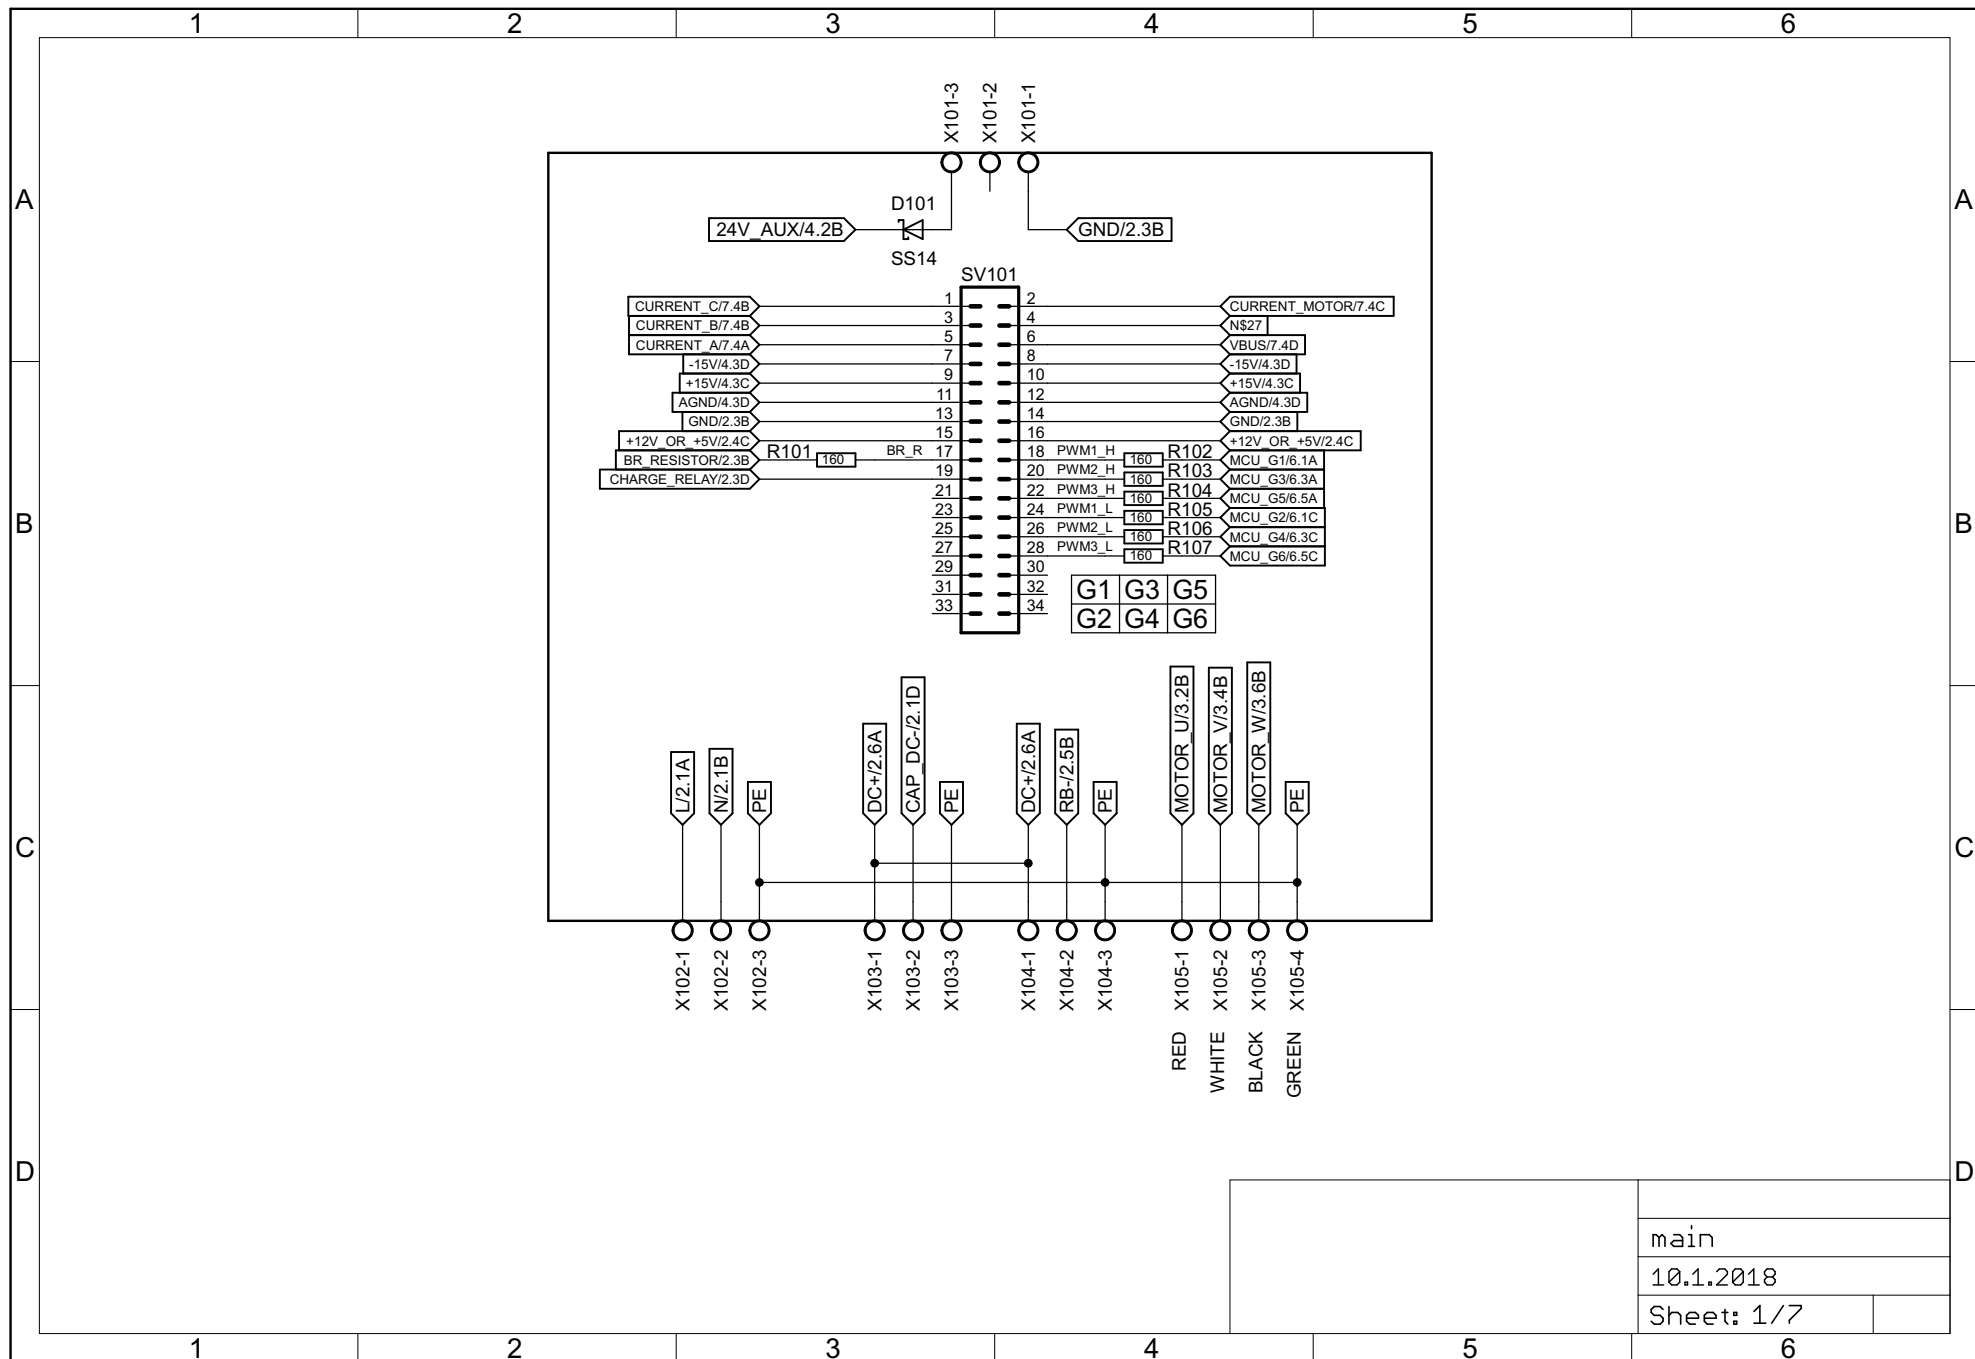 1 2 3 4 5 6
X101-3 X101-2 X101-1
A A
D101
24V_AUX/4.2B GND/2.3B
SS14
SV101
CURRENT_C/7.4B 1 2 CURRENT_MOTOR/7.4C
CURRENT_B/7.4B 3 4 N$27
CURRENT_A/7.4A 5 6 VBUS/7.4D
-15V/4.3D 7 8 -15V/4.3D
+15V/4.3C 9 10 +15V/4.3C
AGND/4.3D 11 12 AGND/4.3D
GND/2.3B 13 14 GND/2.3B
+12V_OR_+5V/2.4C 15 16 +12V_OR_+5V/2.4C
BR_RESISTOR/2.3B R101 160 BR_R 17 18 PWM1_H 160 R102 MCU_G1/6.1A
CHARGE_RELAY/2.3D 19 20 PWM2_H 160 R103 MCU_G3/6.3A
21 22 PWM3_H 160 R104 MCU_G5/6.5A
23 24 PWM1_L 160 R105 MCU_G2/6.1C
B B
25 26 PWM2_L 160 R106 MCU_G4/6.3C
27 28 PWM3_L 160 R107 MCU_G6/6.5C
29 30
31 32 G1 G3 G5
33 34 G2 G4 G6
L/2.1A N/2.1B PE DC+/2.6A CAP_DC-/2.1D PE DC+/2.6A RB-/2.5B PE MOTOR_U/3.2B MOTOR_V/3.4B MOTOR_W/3.6B PE
C C
X102-1 X102-2 X102-3 X103-1 X103-2 X103-3 X104-1 X104-2 X104-3 X105-1 X105-2 X105-3 X105-4
RED WHITE BLACK GREEN
D D
main
10.1.2018
Sheet: 1/7
1 2 3 4 5 6